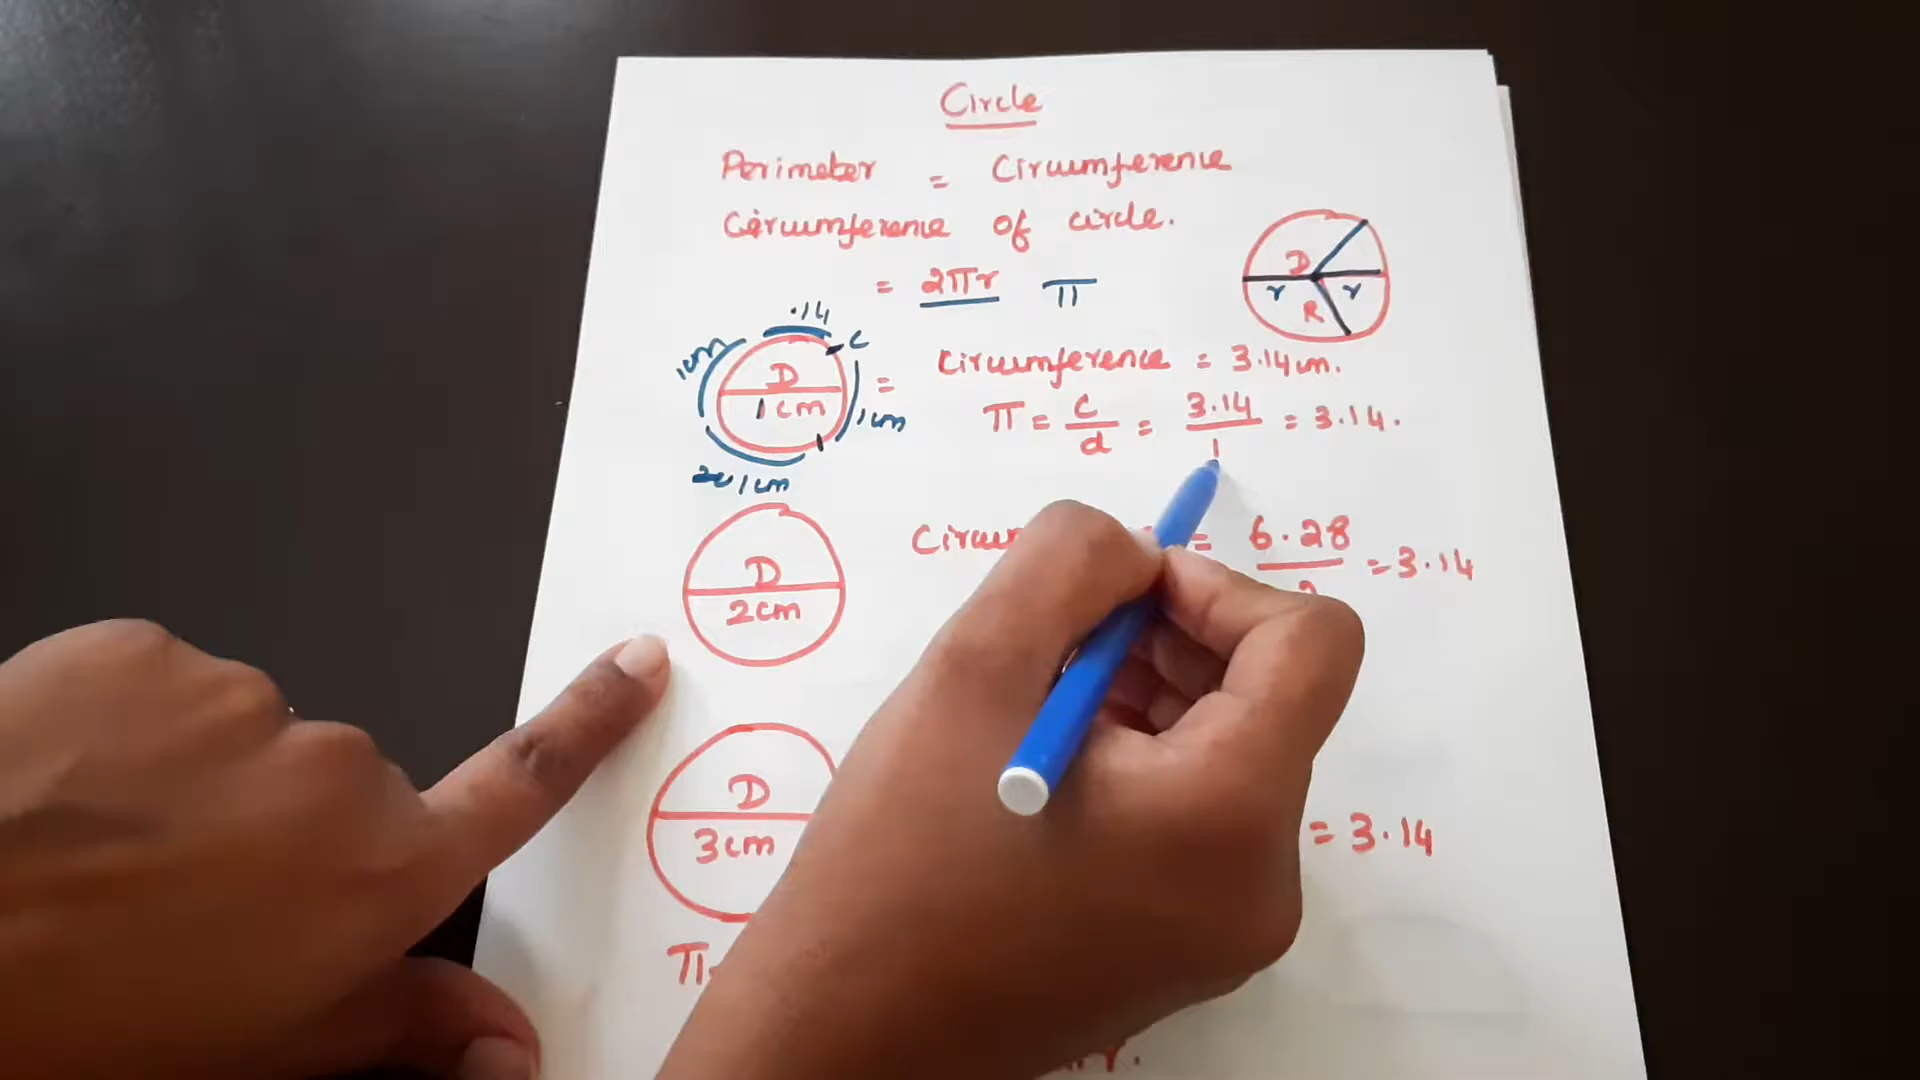 Circle
Perimeter = Circumference
Circumference of circle.
= 2πr π
D
r r
R
.14
C
1cm
D
1cm
1cm
1cm
= Circumference = 3.14cm.
π = C/d = 3.14/1 = 3.14.
D
2cm
= 6.28/2 = 3.14
D
3cm
= 3.14
π